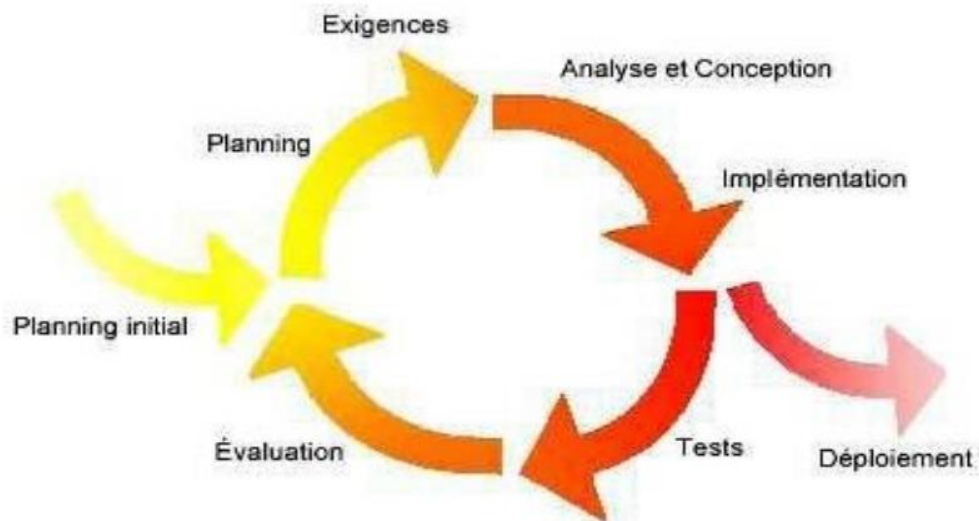 Exigences
Analyse et Conception
Planning
Implémentation
Planning initial
Évaluation
Tests
Déploiement